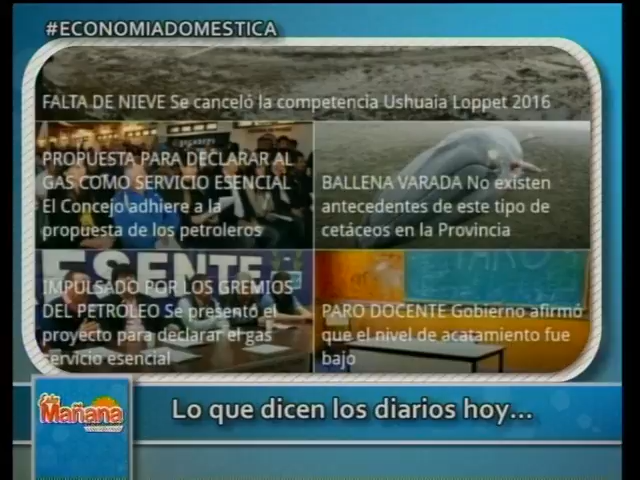 #ECONOMIADOMESTICA
FALTA DE NIEVE Se canceló la competencia Ushuaia Loppet 2016
PROPUESTA PARA DECLARAR AL
GAS COMO SERVICIO ESENCIAL
El Concejo adhiere a la
propuesta de los petroleros
BALLENA VARADA No existen
antecedentes de este tipo de
cetáceos en la Provincia
ESENTE
IMPULSADO POR LOS GREMIOS
DEL PETRÓLEO Se presentó el
proyecto para declarar el gas
servicio esencial
PARO
PARO DOCENTE Gobierno afirmó
que el nivel de acatamiento fue
bajo
Mañana
Lo que dicen los diarios hoy...